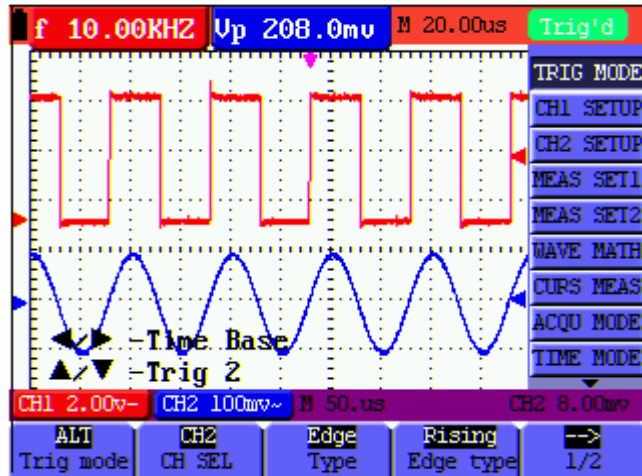 f 10.00KHZ Vp 208.0mv M 20.00us Trig'd
TRIG MODE
CH1 SETUP
CH2 SETUP
MEAS SET1
MEAS SET2
WAVE MATH
CURS MEAS
ACQU MODE
TIME MODE
◀/▶ -Time Base
▲/▼ -Trig 2
CH1 2.00v- CH2 100mv~ M 50.us CH2 8.00mv
ALT CH2 Edge Rising -->
Trig mode CH SEL Type Edge type 1/2